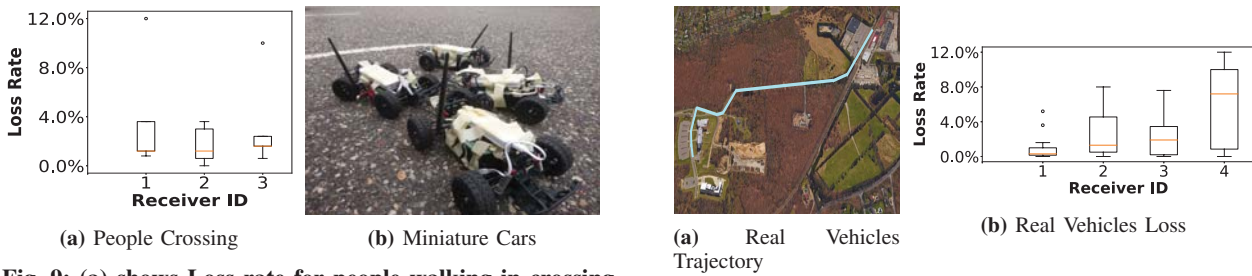 12.0%
8.0%
4.0%
0.0%
Loss Rate
1 2 3
Receiver ID
(a) People Crossing
(b) Miniature Cars
(a) Real Vehicles
Trajectory
12.0%
8.0%
4.0%
0.0%
Loss Rate
1 2 3 4
Receiver ID
(b) Real Vehicles Loss
Fig. 9: (a) shows Loss rate for people walking in crossing